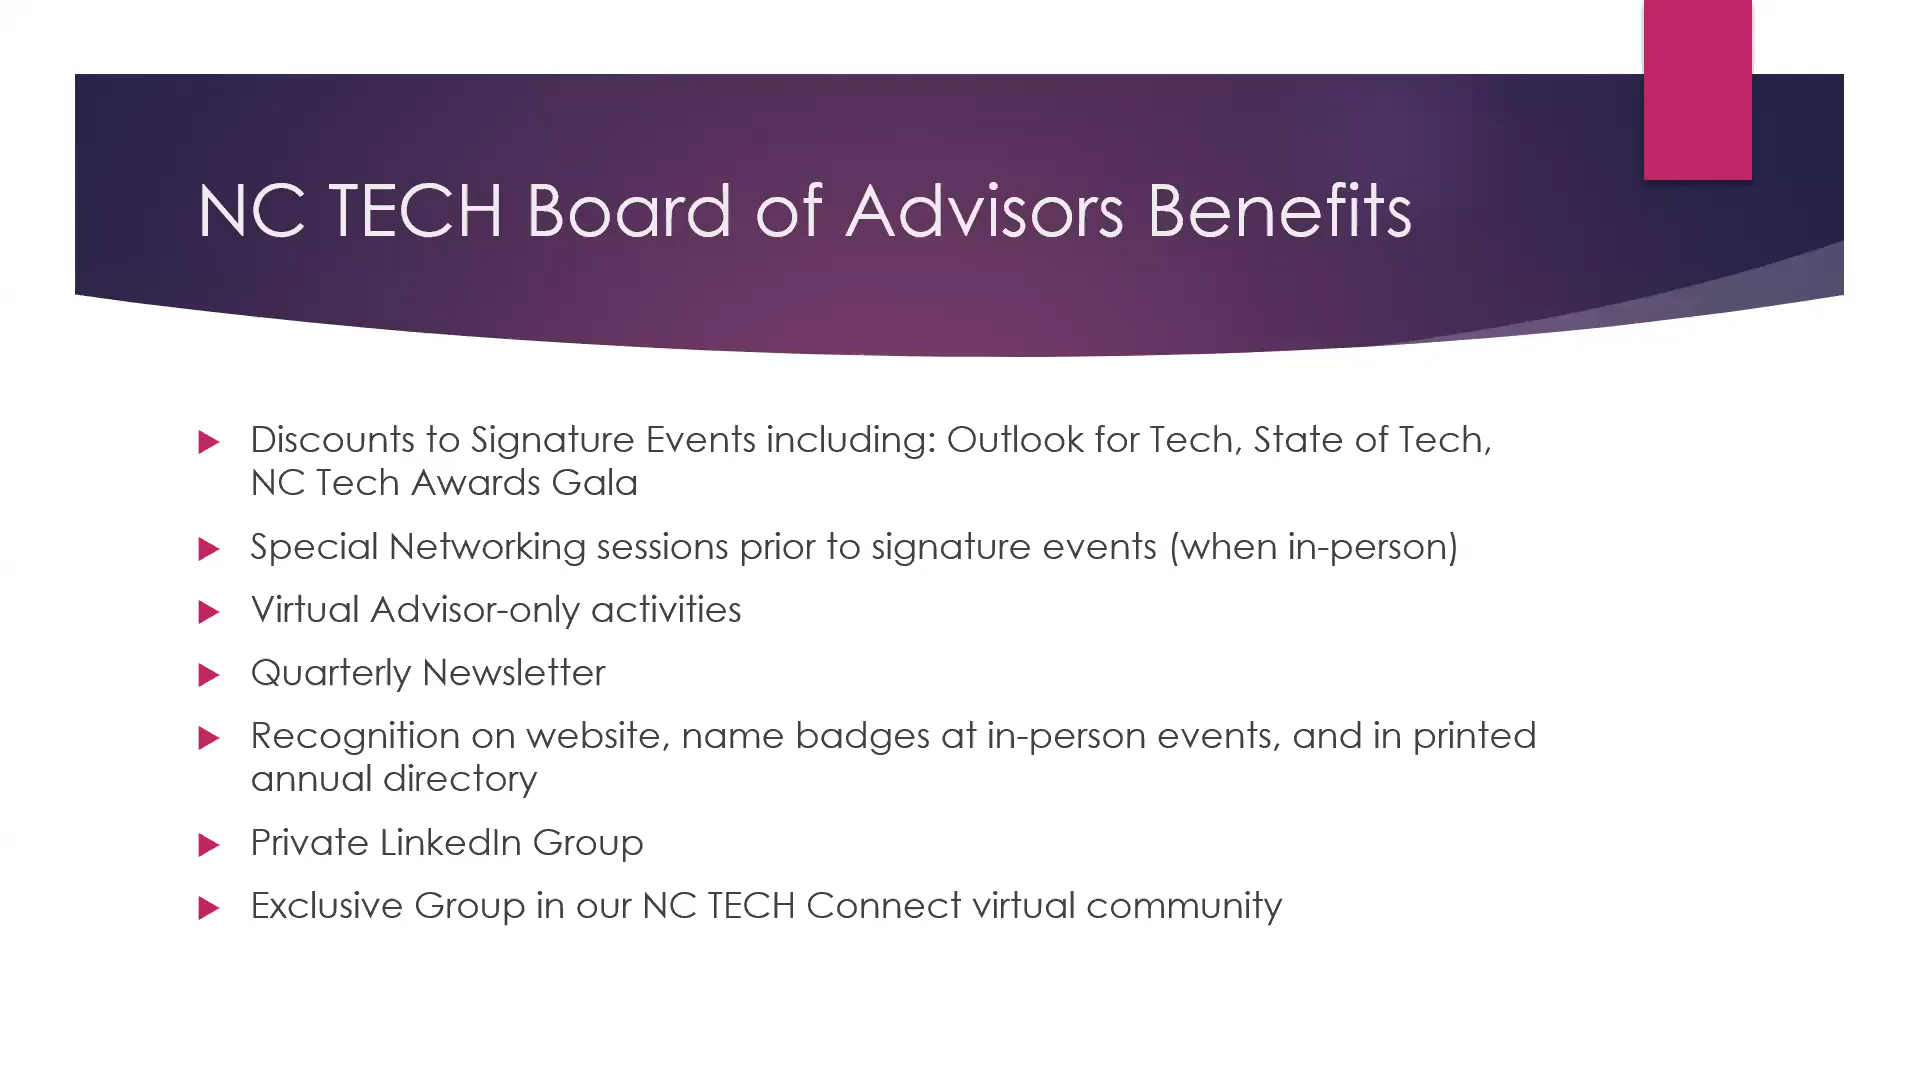 NC TECH Board of Advisors Benefits
Discounts to Signature Events including: Outlook for Tech, State of Tech,
NC Tech Awards Gala
Special Networking sessions prior to signature events (when in-person)
Virtual Advisor-only activities
Quarterly Newsletter
Recognition on website, name badges at in-person events, and in printed
annual directory
Private LinkedIn Group
Exclusive Group in our NC TECH Connect virtual community